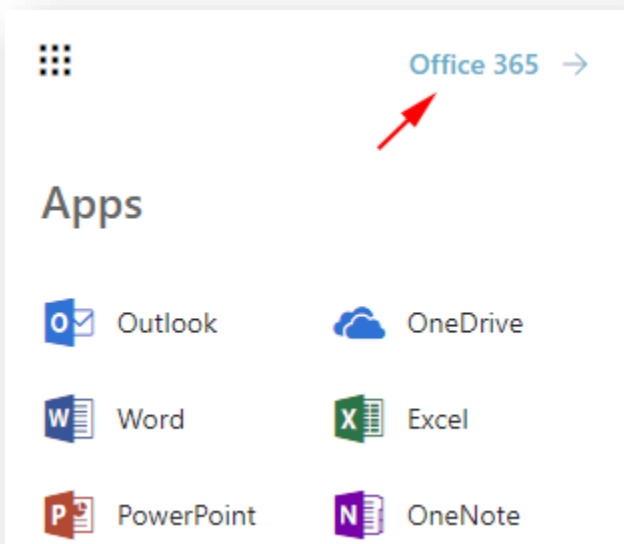 Office 365 →
Apps
Outlook
OneDrive
Word
Excel
PowerPoint
OneNote